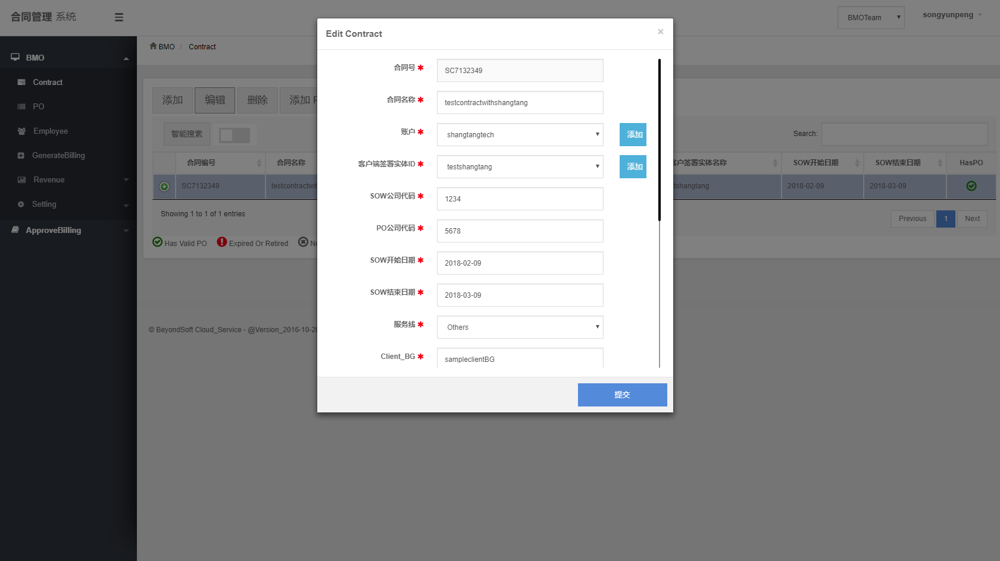 合同管理 系统
BMOTeam
songyunpeng
BMO
Contract
PO
Employee
GenerateBilling
Revenue
Setting
ApproveBilling
BMO / Contract
添加
编辑
删除
添加
智能搜索
Search:
合同编号
合同名称
客户签署实体名称
SOW开始日期
SOW结束日期
HasPO
SC7132349
2018-02-09
2018-03-09
Showing 1 to 1 of 1 entries
Previous
1
Next
Has Valid PO
Expired Or Retired
© BeyondSoft Cloud_Service - @Version_2016-10-20
Edit Contract
×
合同号 ✱
SC7132349
合同名称 ✱
testcontractwithshangtang
账户 ✱
shangtangtech
添加
客户端签署实体ID ✱
testshangtang
添加
SOW公司代码 ✱
1234
PO公司代码 ✱
5678
SOW开始日期 ✱
2018-02-09
SOW结束日期 ✱
2018-03-09
服务线 ✱
Others
Client_BG ✱
sampleclientBG
提交